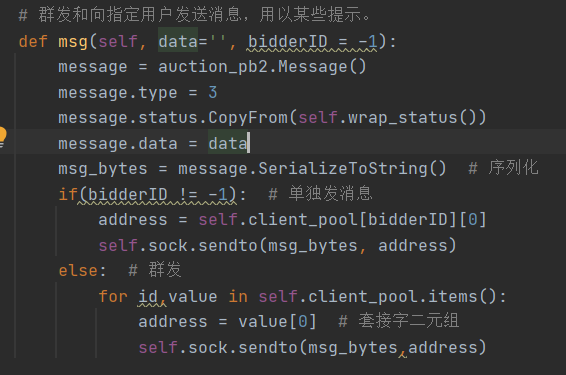 # 群发和向指定用户发送消息，用以某些提示。
def msg(self, data='', bidderID = -1):
message = auction_pb2.Message()
message.type = 3
message.status.CopyFrom(self.wrap_status())
message.data = data
msg_bytes = message.SerializeToString()  # 序列化
if(bidderID != -1):  # 单独发消息
address = self.client_pool[bidderID][0]
self.sock.sendto(msg_bytes, address)
else:  # 群发
for id,value in self.client_pool.items():
address = value[0]  # 套接字二元组
self.sock.sendto(msg_bytes,address)